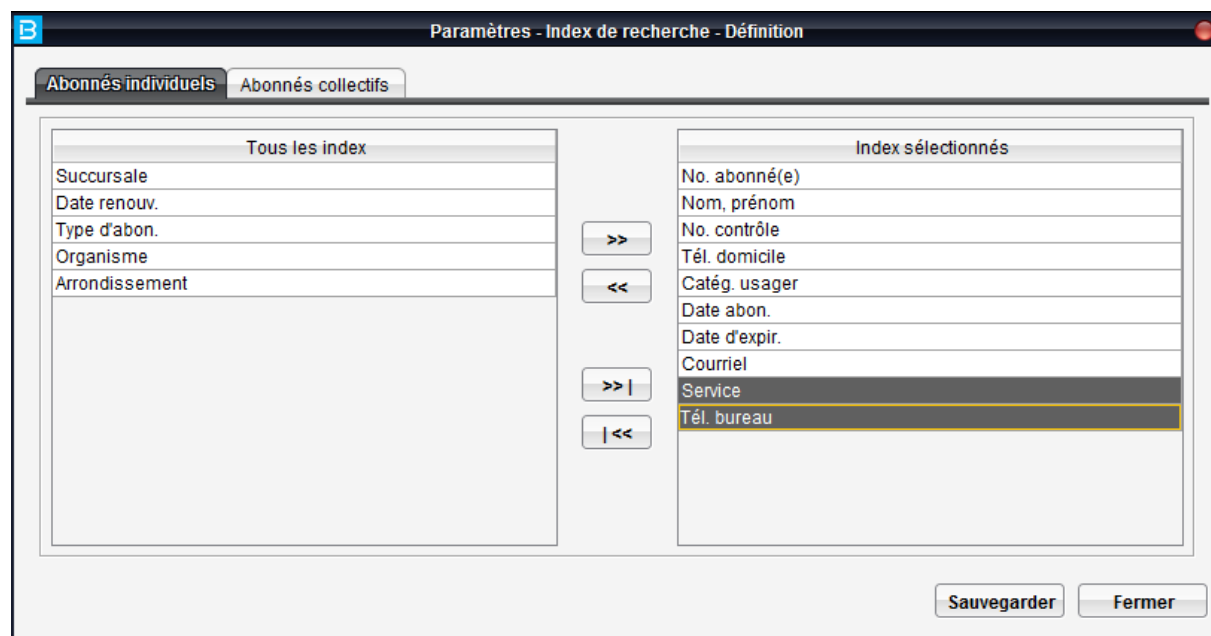 Paramètres - Index de recherche - Définition
Abonnés individuels Abonnés collectifs
Tous les index
Succursale
Date renouv.
Type d'abon.
Organisme
Arrondissement
>>
<<
>>|
|<<
Index sélectionnés
No. abonné(e)
Nom, prénom
No. contrôle
Tél. domicile
Catég. usager
Date abon.
Date d'expir.
Courriel
Service
Tél. bureau
Sauvegarder Fermer